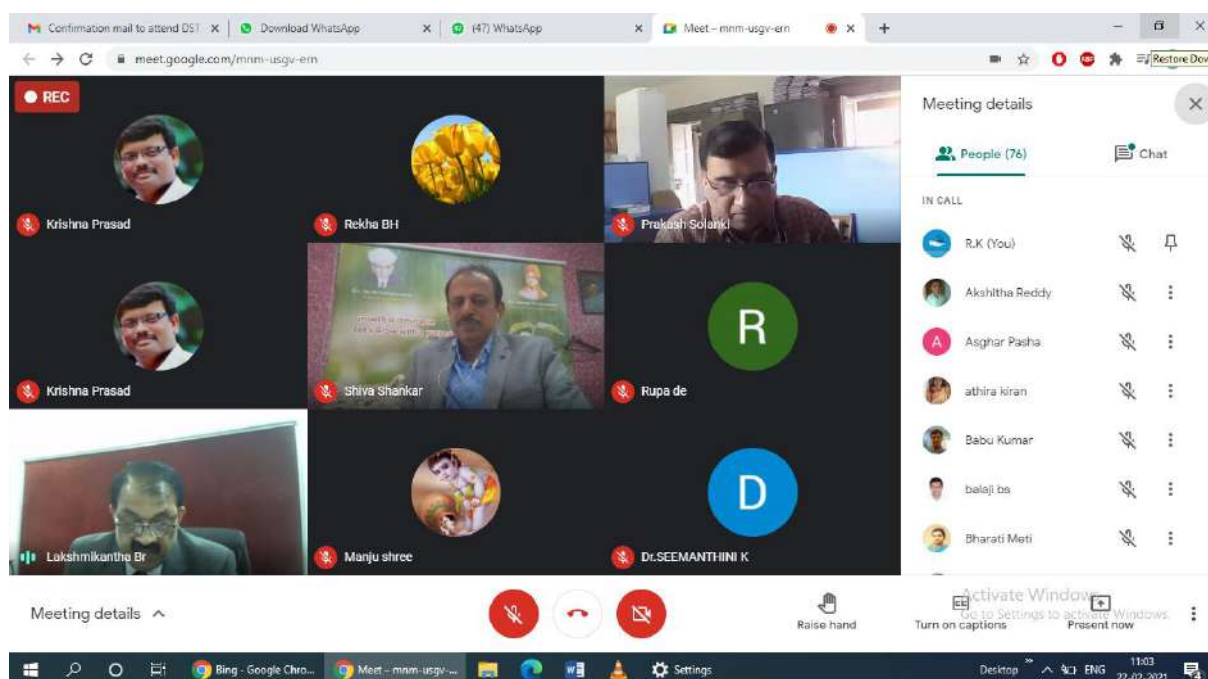 Confirmation mail to attend DST
Download WhatsApp
(47) WhatsApp
Meet – mnm-usgv-ern
meet.google.com/mnm-usgv-ern
Restore Dow
REC
Krishna Prasad
Rekha BH
Prakash Solanki
Krishna Prasad
Shiva Shankar
R
Rupa de
Lakshmikantha Br
Manju shree
D
Dr.SEEMANTHINI K
Meeting details
People (76)
Chat
IN CALL
R.K (You)
Akshitha Reddy
A
Asghar Pasha
athira kiran
Babu Kumar
balaji bs
Bharati Meti
Meeting details
Raise hand
Turn on captions
Present now
Activate Windows
Go to Settings to activate Windows.
Bing - Google Chro...
Meet – mnm-usgv-...
Settings
Desktop
ENG
11:03
22-02-2021